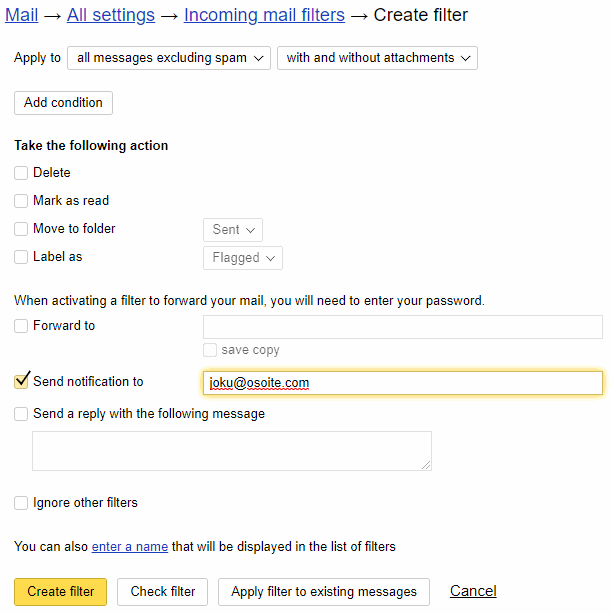 Mail → All settings → Incoming mail filters → Create filter
Apply to all messages excluding spam with and without attachments
Add condition
Take the following action
Delete
Mark as read
Move to folder Sent
Label as Flagged
When activating a filter to forward your mail, you will need to enter your password.
Forward to
save copy
Send notification to joku@osoite.com
Send a reply with the following message
Ignore other filters
You can also enter a name that will be displayed in the list of filters
Create filter Check filter Apply filter to existing messages Cancel